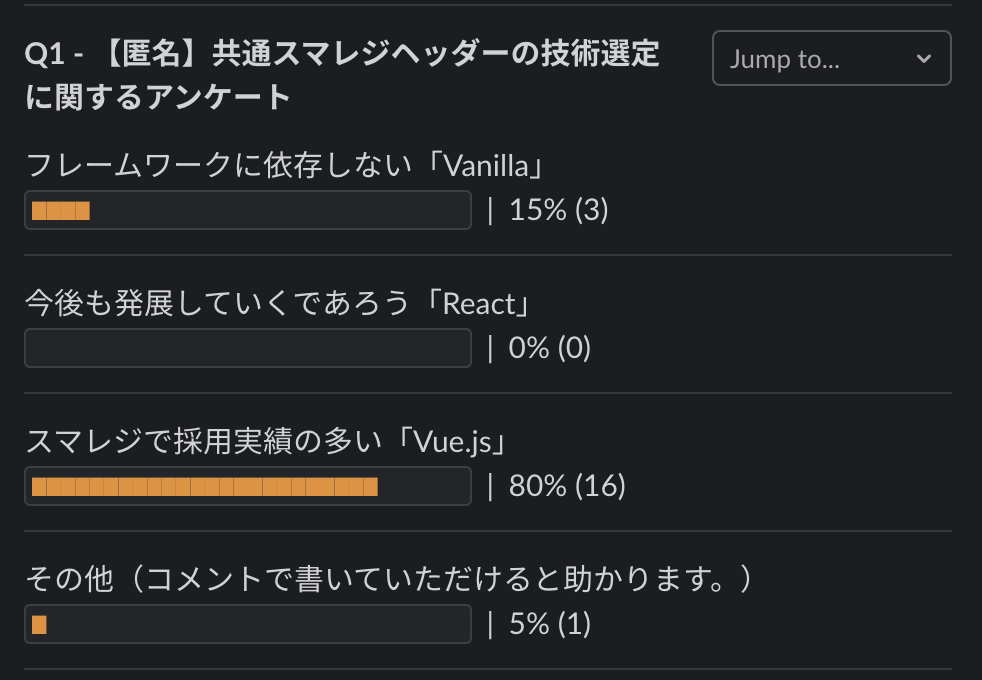 Q1 - 【匿名】共通スマレジヘッダーの技術選定
に関するアンケート
Jump to...
フレームワークに依存しない「Vanilla」
| 15% (3)
今後も発展していくであろう「React」
| 0% (0)
スマレジで採用実績の多い「Vue.js」
| 80% (16)
その他（コメントで書いていただけると助かります。）
| 5% (1)